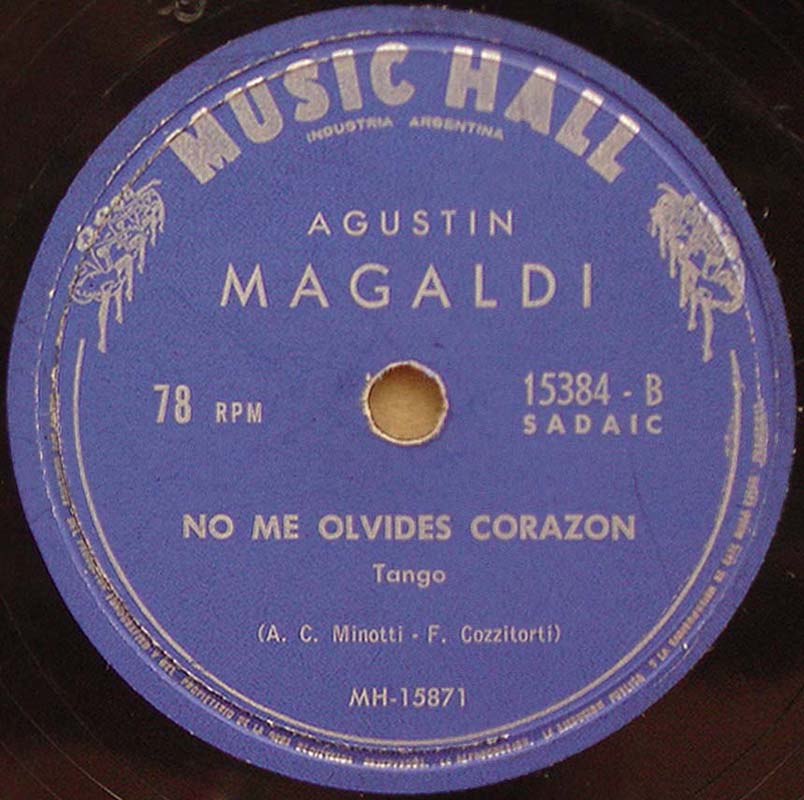 MUSIC HALL
INDUSTRIA ARGENTINA
AGUSTIN
MAGALDI
78 RPM
15384 - B
SADAIC
NO ME OLVIDES CORAZON
Tango
(A. C. Minotti - F. Cozzitorti)
MH-15871